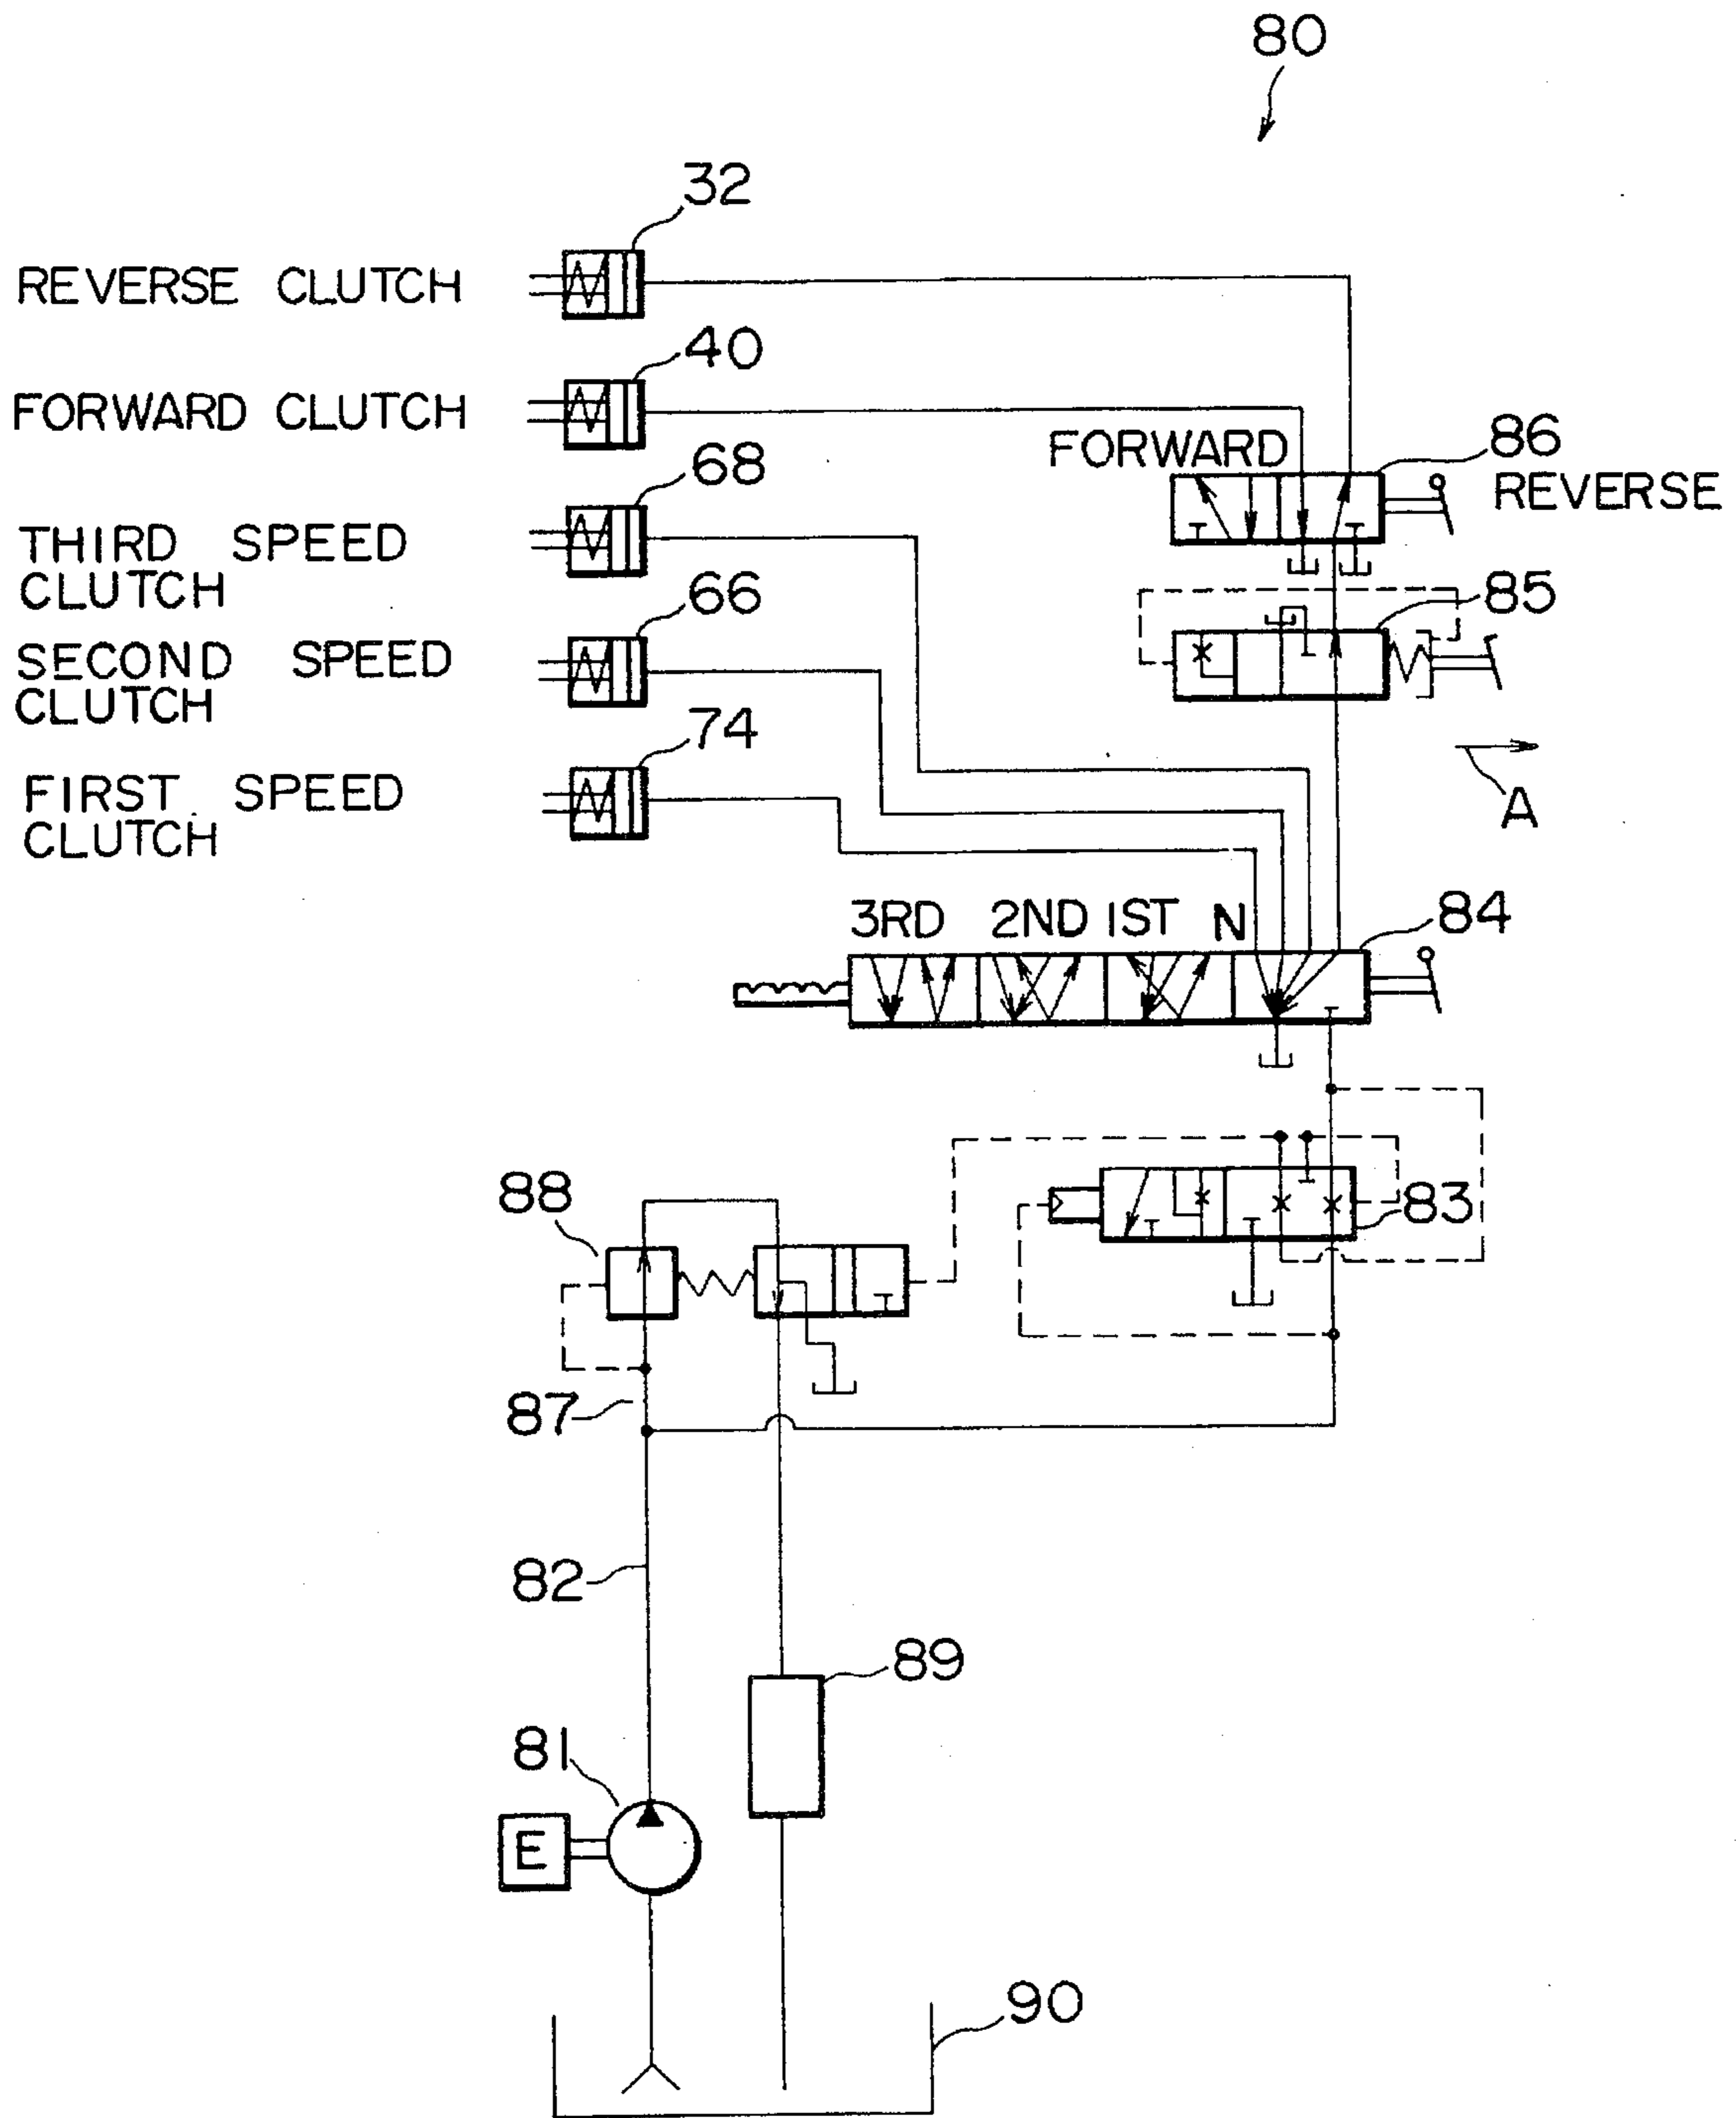 80
32
REVERSE CLUTCH
40
FORWARD CLUTCH
68
FORWARD
86
REVERSE
THIRD SPEED
CLUTCH
66
85
SECOND SPEED
CLUTCH
74
A
FIRST SPEED
CLUTCH
3RD 2ND 1ST N
84
88
83
87
82
89
81
E
90